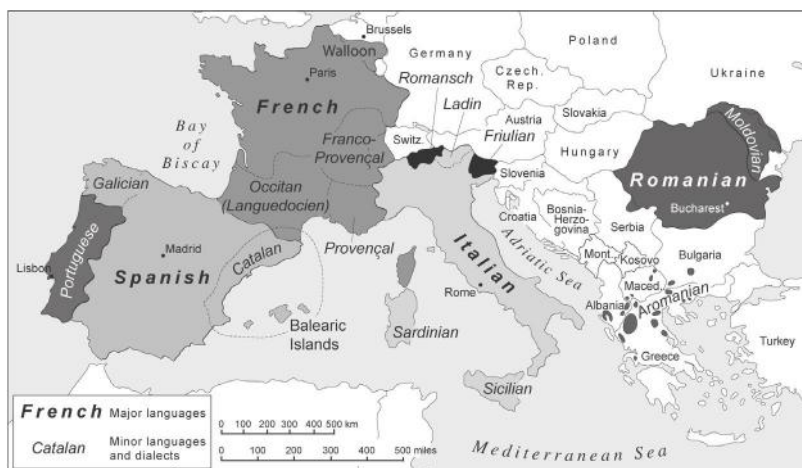 Brussels
Poland
Germany
Walloon
Ukraine
Romansch
Paris
Czech.
Rep.
Ladin
French
Slovakia
Moldovian
Bay
of
Biscay
Austria
Friulian
Franco-
Provençal
Switz.
Hungary
Galician
Slovenia
Romanian
Occitan
(Languedocien)
Bucharest
Croatia
Bosnia-
Herzo-
govina
Serbia
Portuguese
Madrid
Catalan
Provençal
Italian
Adriatic Sea
Lisbon
Spanish
Mont.
Kosovo
Bulgaria
Rome
Maced.
Albania
Aromanian
Balearic
Islands
Sardinian
Turkey
Greece
Sicilian
French Major languages
Catalan Minor languages
and dialects
0 100 200 300 400 500 km
0 100 200 300 400 500 miles
Mediterranean Sea